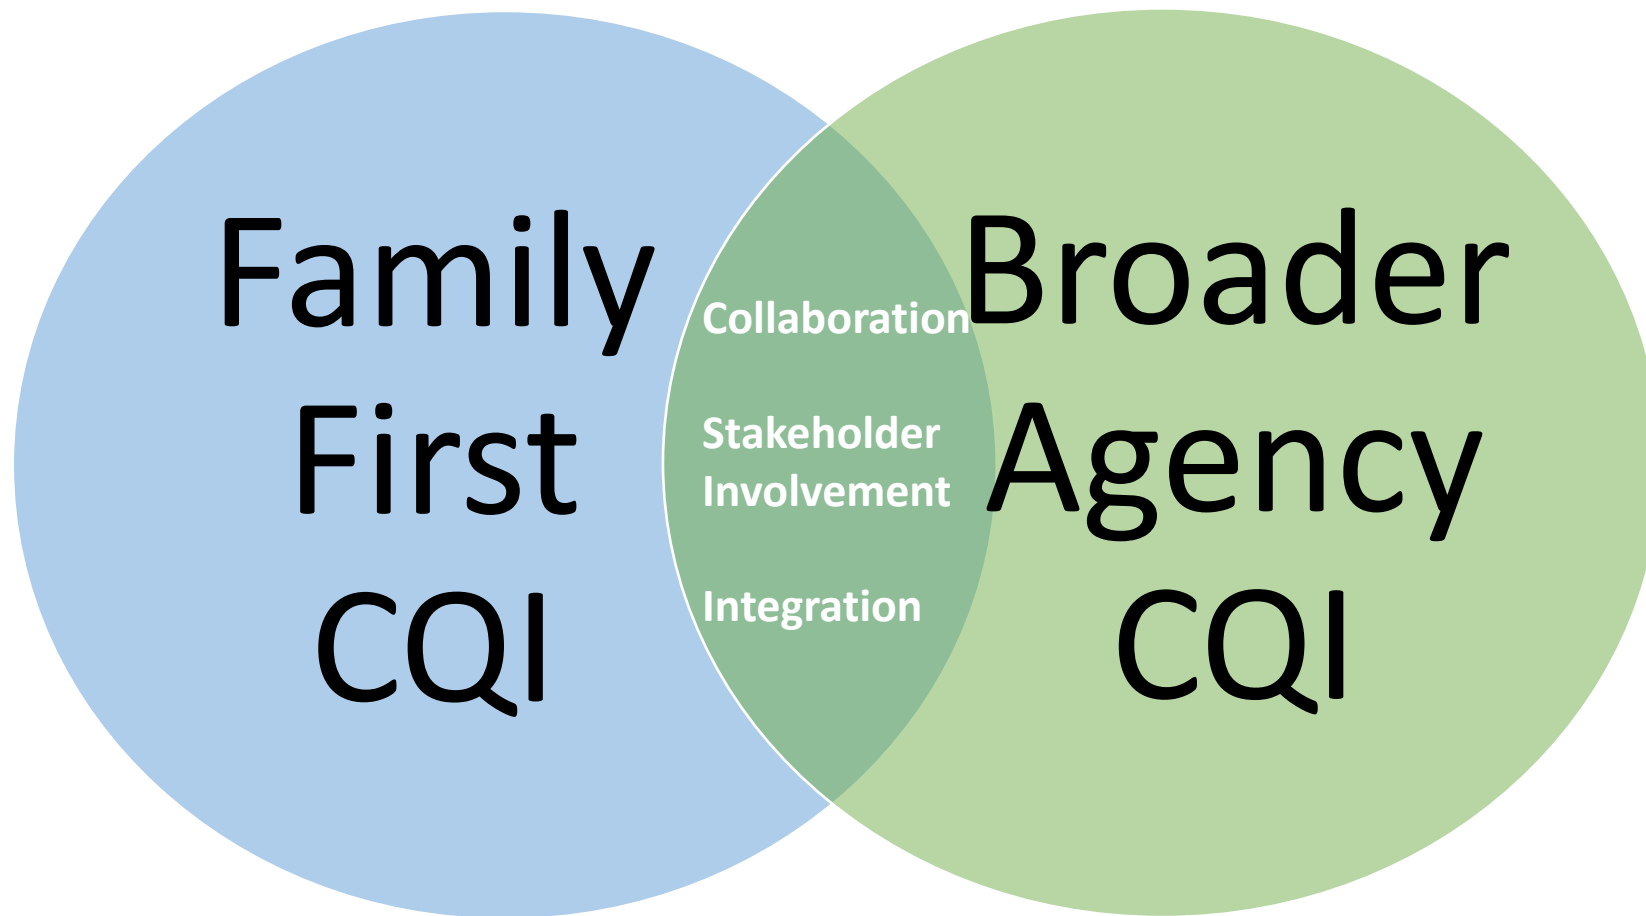 Family
First
CQI
Collaboration
Stakeholder
Involvement
Integration
Broader
Agency
CQI